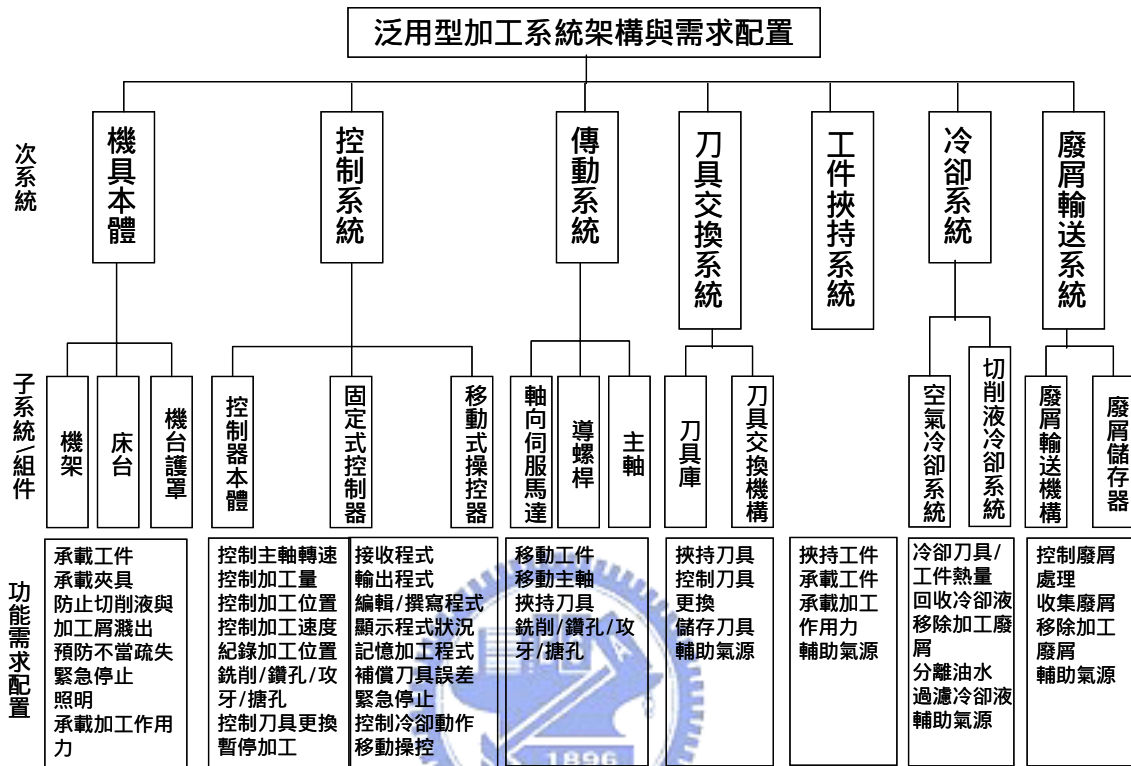 泛用型加工系統架構與需求配置
次系統
機具本體
控制系統
傳動系統
刀具交換系統
工件挾持系統
冷卻系統
廢屑輸送系統
子系統/組件
機架
床台
機台護罩
控制器本體
固定式控制器
移動式操控器
軸向伺服馬達
導螺桿
主軸
刀具庫
刀具交換機構
空氣冷卻系統
切削液冷卻系統
廢屑輸送機構
廢屑儲存器
功能需求配置
承載工件
承載夾具
防止切削液與
加工屑濺出
預防不當疏失
緊急停止
照明
承載加工作用
力
控制主軸轉速
控制加工量
控制加工位置
控制加工速度
紀錄加工位置
銑削/鑽孔/攻
牙/搪孔
控制刀具更換
暫停加工
接收程式
輸出程式
編輯/撰寫程式
顯示程式狀況
記憶加工程式
補償刀具誤差
緊急停止
控制冷卻動作
移動操控
移動工件
移動主軸
挾持刀具
銑削/鑽孔/攻
牙/搪孔
挾持刀具
控制刀具
更換
儲存刀具
輔助氣源
挾持工件
承載工件
承載加工
作用力
輔助氣源
冷卻刀具/
工件熱量
回收冷卻液
移除加工廢
屑
分離油水
過濾冷卻液
輔助氣源
控制廢屑
處理
收集廢屑
移除加工
廢屑
輔助氣源
1896